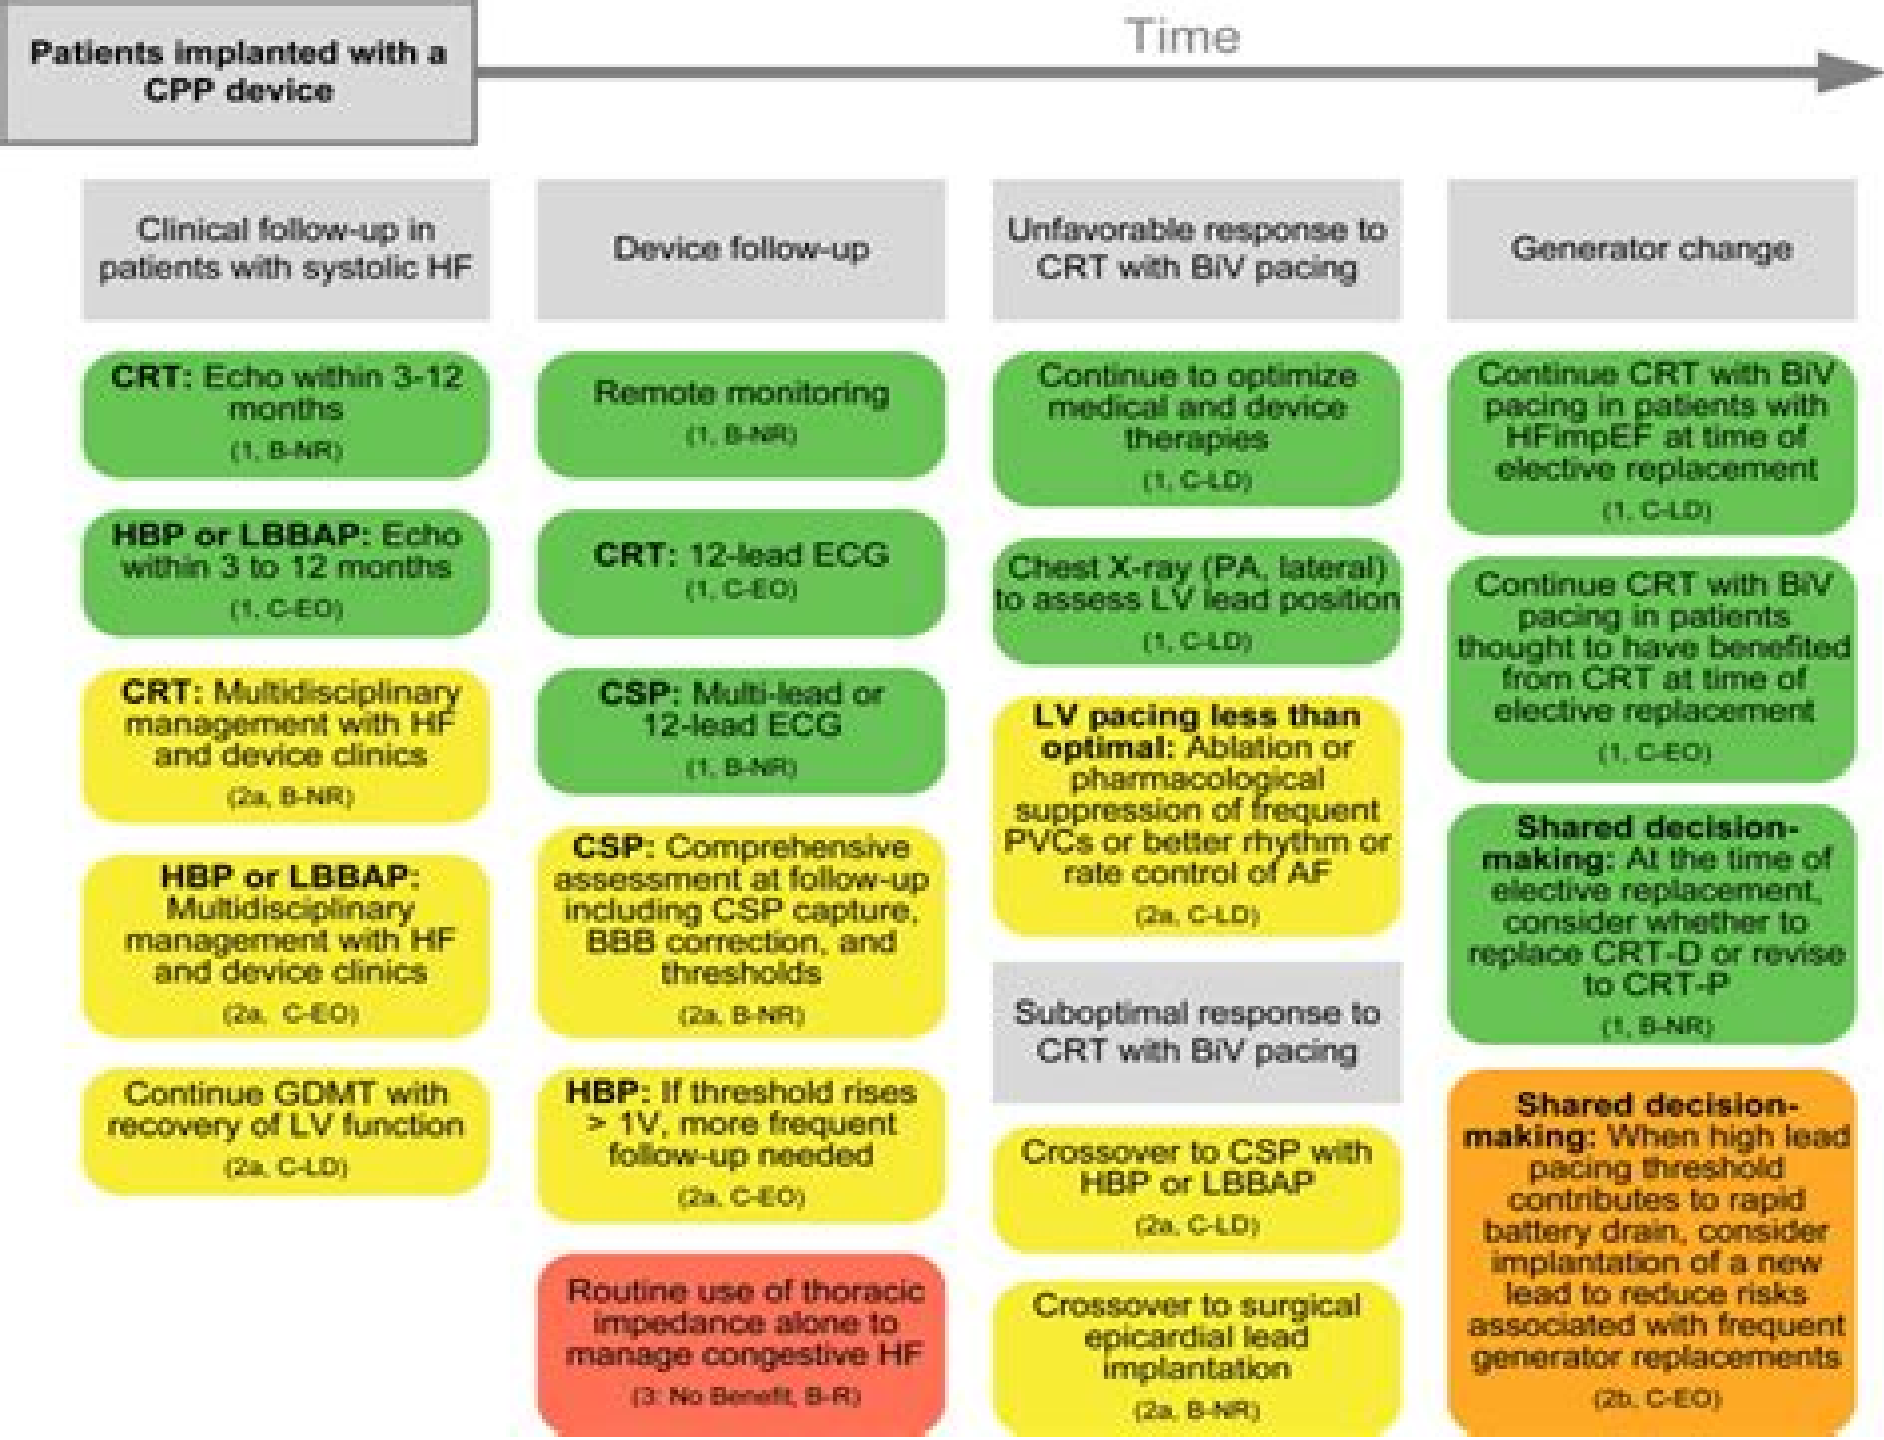 Patients implanted with a
CPP device
Time
Clinical follow-up in
patients with systolic HF
CRT: Echo within 3-12
months
(1, B-NR)
HBP or LBBAP: Echo
within 3 to 12 months
(1, C-EO)
CRT: Multidisciplinary
management with HF
and device clinics
(2a, B-NR)
HBP or LBBAP:
Multidisciplinary
management with HF
and device clinics
(2a, C-EO)
Continue GDMT with
recovery of LV function
(2a, C-LD)
Device follow-up
Remote monitoring
(1, B-NR)
CRT: 12-lead ECG
(1, C-EO)
CSP: Multi-lead or
12-lead ECG
(1, B-NR)
CSP: Comprehensive
assessment at follow-up
including CSP capture,
BBB correction, and
thresholds
(2a, B-NR)
HBP: If threshold rises
> 1V, more frequent
follow-up needed
(2a, C-EO)
Routine use of thoracic
impedance alone to
manage congestive HF
(3: No Benefit, B-R)
Unfavorable response to
CRT with BiV pacing
Continue to optimize
medical and device
therapies
(1, C-LD)
Chest X-ray (PA, lateral)
to assess LV lead position
(1, C-LD)
LV pacing less than
optimal: Ablation or
pharmacological
suppression of frequent
PVCs or better rhythm or
rate control of AF
(2a, C-LD)
Suboptimal response to
CRT with BiV pacing
Crossover to CSP with
HBP or LBBAP
(2a, C-LD)
Crossover to surgical
epicardial lead
implantation
(2a, B-NR)
Generator change
Continue CRT with BiV
pacing in patients with
HFimpEF at time of
elective replacement
(1, C-LD)
Continue CRT with BiV
pacing in patients
thought to have benefited
from CRT at time of
elective replacement
(1, C-EO)
Shared decision-
making: At the time of
elective replacement,
consider whether to
replace CRT-D or revise
to CRT-P
(1, B-NR)
Shared decision-
making: When high lead
pacing threshold
contributes to rapid
battery drain, consider
implantation of a new
lead to reduce risks
associated with frequent
generator replacements
(2b, C-EO)